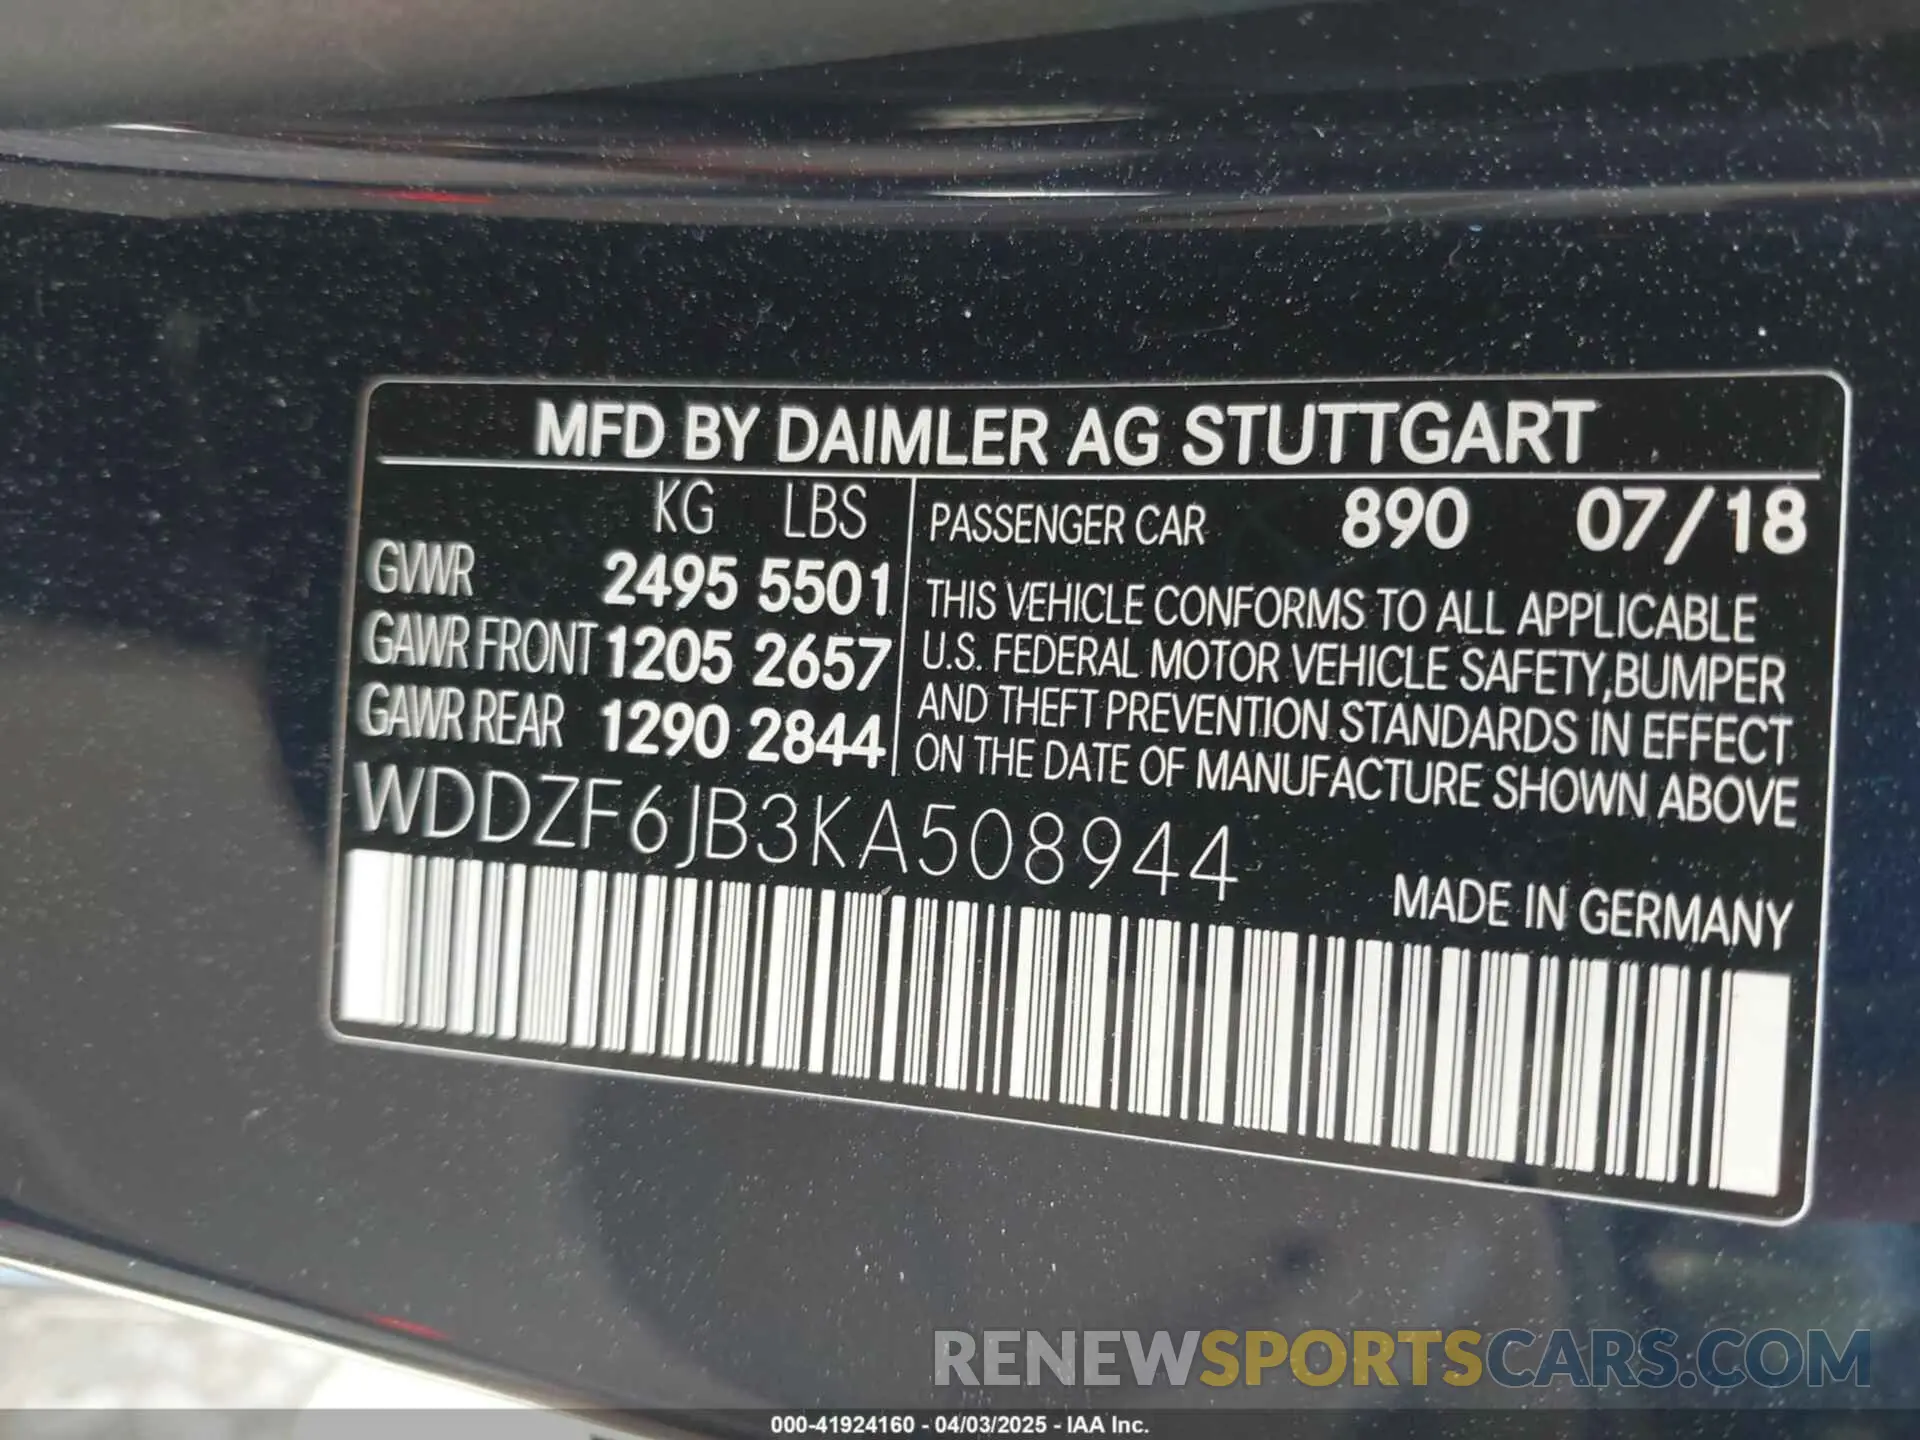 MFD BY DAIMLER AG STUTTGART
KG LBS
GVWR 2495 5501
GAWR FRONT 1205 2657
GAWR REAR 1290 2844
PASSENGER CAR 890 07/18
THIS VEHICLE CONFORMS TO ALL APPLICABLE
U.S. FEDERAL MOTOR VEHICLE SAFETY,BUMPER
AND THEFT PREVENTION STANDARDS IN EFFECT
ON THE DATE OF MANUFACTURE SHOWN ABOVE
WDDZF6JB3KA508944
MADE IN GERMANY
RENEWSPORTSCARS.COM
000-41924160 - 04/03/2025 - IAA Inc.